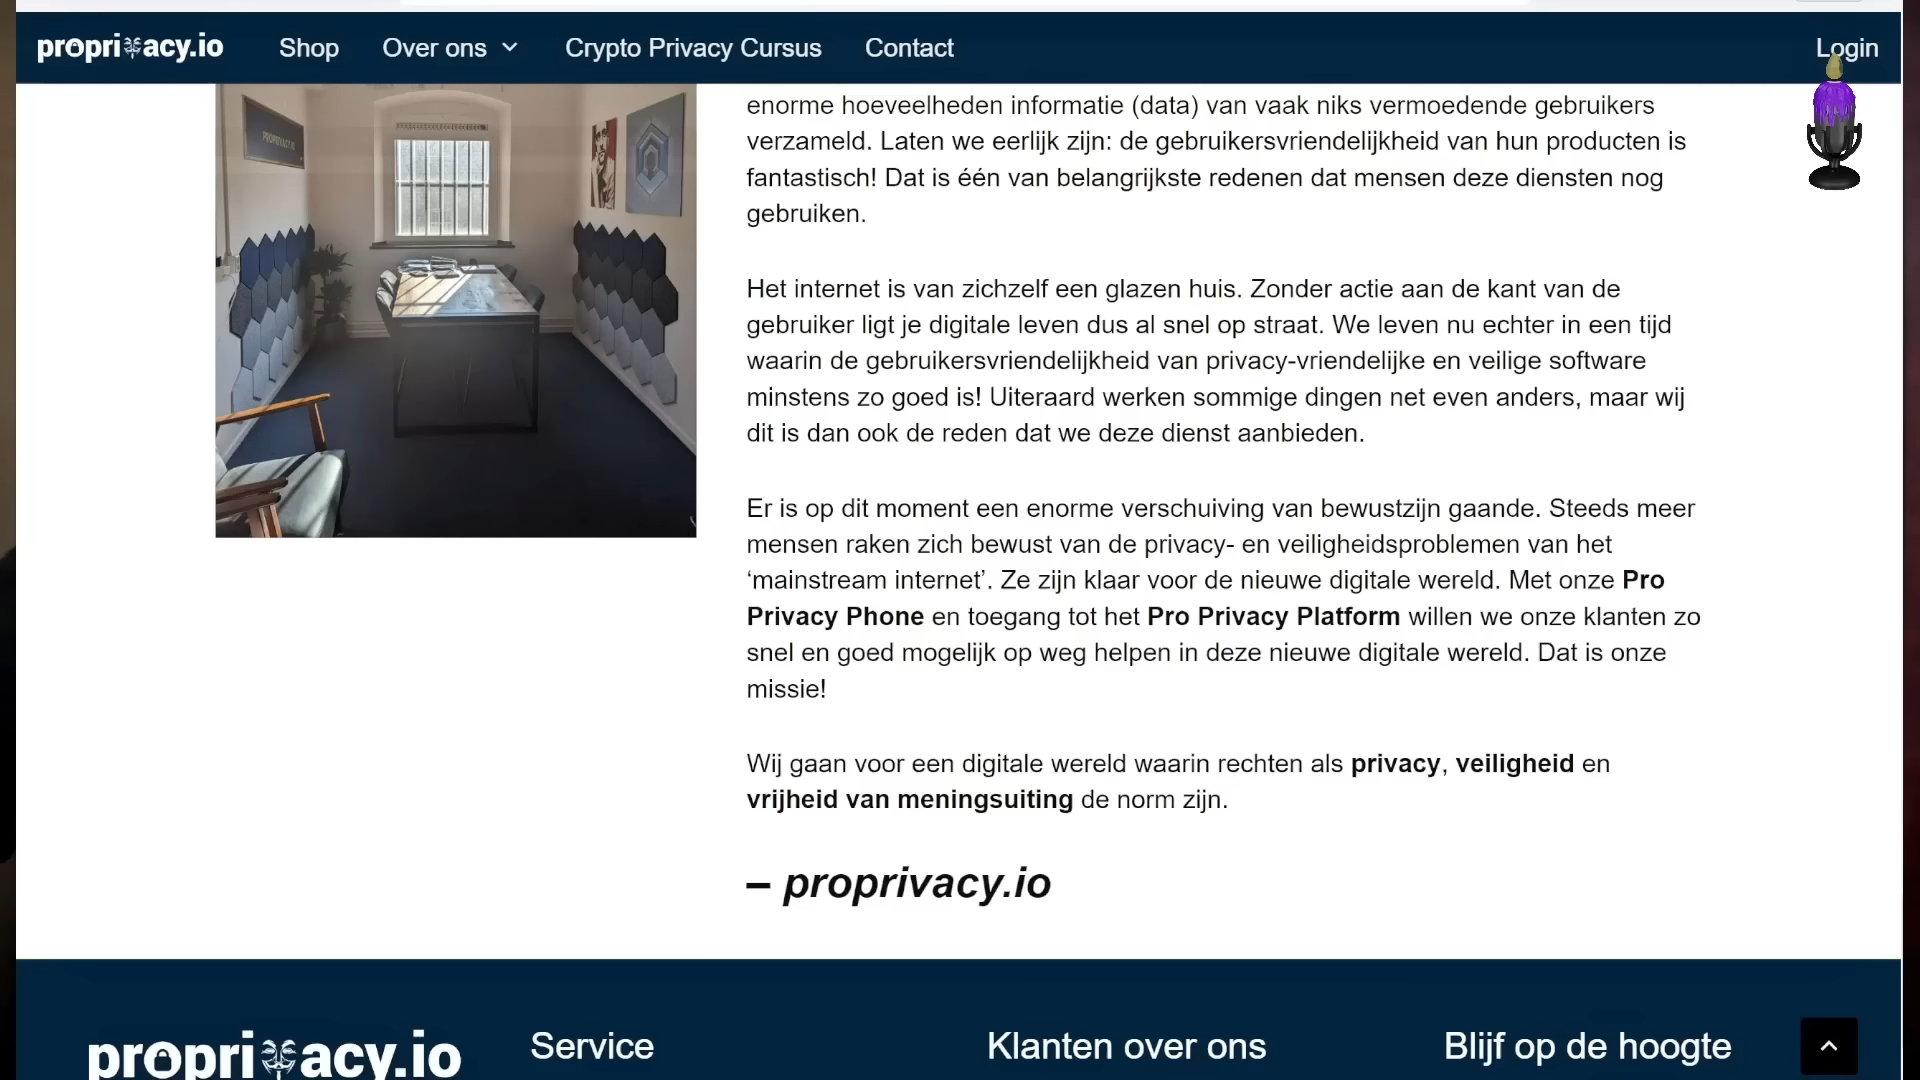 proprivacy.io
Shop
Over ons
Crypto Privacy Cursus
Contact
Login
PROPRIVACY.IO
enorme hoeveelheden informatie (data) van vaak niks vermoedende gebruikers
verzameld. Laten we eerlijk zijn: de gebruikersvriendelijkheid van hun producten is
fantastisch! Dat is één van belangrijkste redenen dat mensen deze diensten nog
gebruiken.
Het internet is van zichzelf een glazen huis. Zonder actie aan de kant van de
gebruiker ligt je digitale leven dus al snel op straat. We leven nu echter in een tijd
waarin de gebruikersvriendelijkheid van privacy-vriendelijke en veilige software
minstens zo goed is! Uiteraard werken sommige dingen net even anders, maar wij
dit is dan ook de reden dat we deze dienst aanbieden.
Er is op dit moment een enorme verschuiving van bewustzijn gaande. Steeds meer
mensen raken zich bewust van de privacy- en veiligheidsproblemen van het
‘mainstream internet’. Ze zijn klaar voor de nieuwe digitale wereld. Met onze Pro
Privacy Phone en toegang tot het Pro Privacy Platform willen we onze klanten zo
snel en goed mogelijk op weg helpen in deze nieuwe digitale wereld. Dat is onze
missie!
Wij gaan voor een digitale wereld waarin rechten als privacy, veiligheid en
vrijheid van meningsuiting de norm zijn.
– proprivacy.io
proprivacy.io
Service
Klanten over ons
Blijf op de hoogte